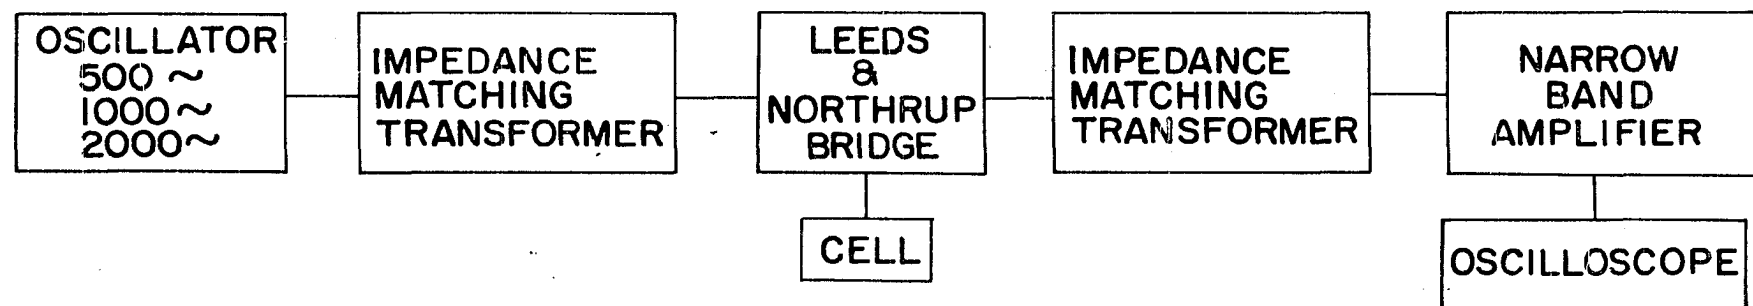 OSCILLATOR
500 ~
1000 ~
2000 ~
IMPEDANCE
MATCHING
TRANSFORMER
LEEDS
&
NORTHRUP
BRIDGE
IMPEDANCE
MATCHING
TRANSFORMER
NARROW
BAND
AMPLIFIER
CELL
OSCILLOSCOPE